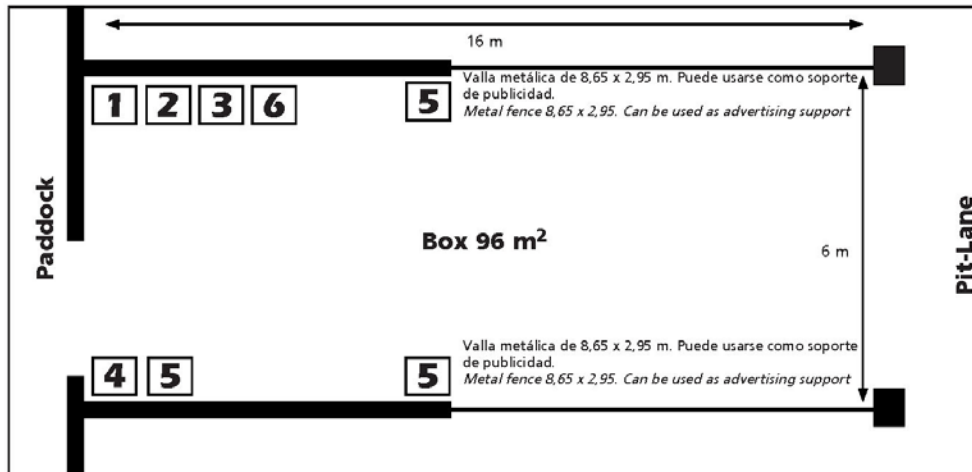 16 m
Valla metálica de 8,65 x 2,95 m. Puede usarse como soporte
de publicidad.
Metal fence 8,65 x 2,95. Can be used as advertising support
1 2 3 6 5
Paddock
Box 96 m²
6 m
Pit-Lane
Valla metálica de 8,65 x 2,95 m. Puede usarse como soporte
de publicidad.
Metal fence 8,65 x 2,95. Can be used as advertising support
4 5 5